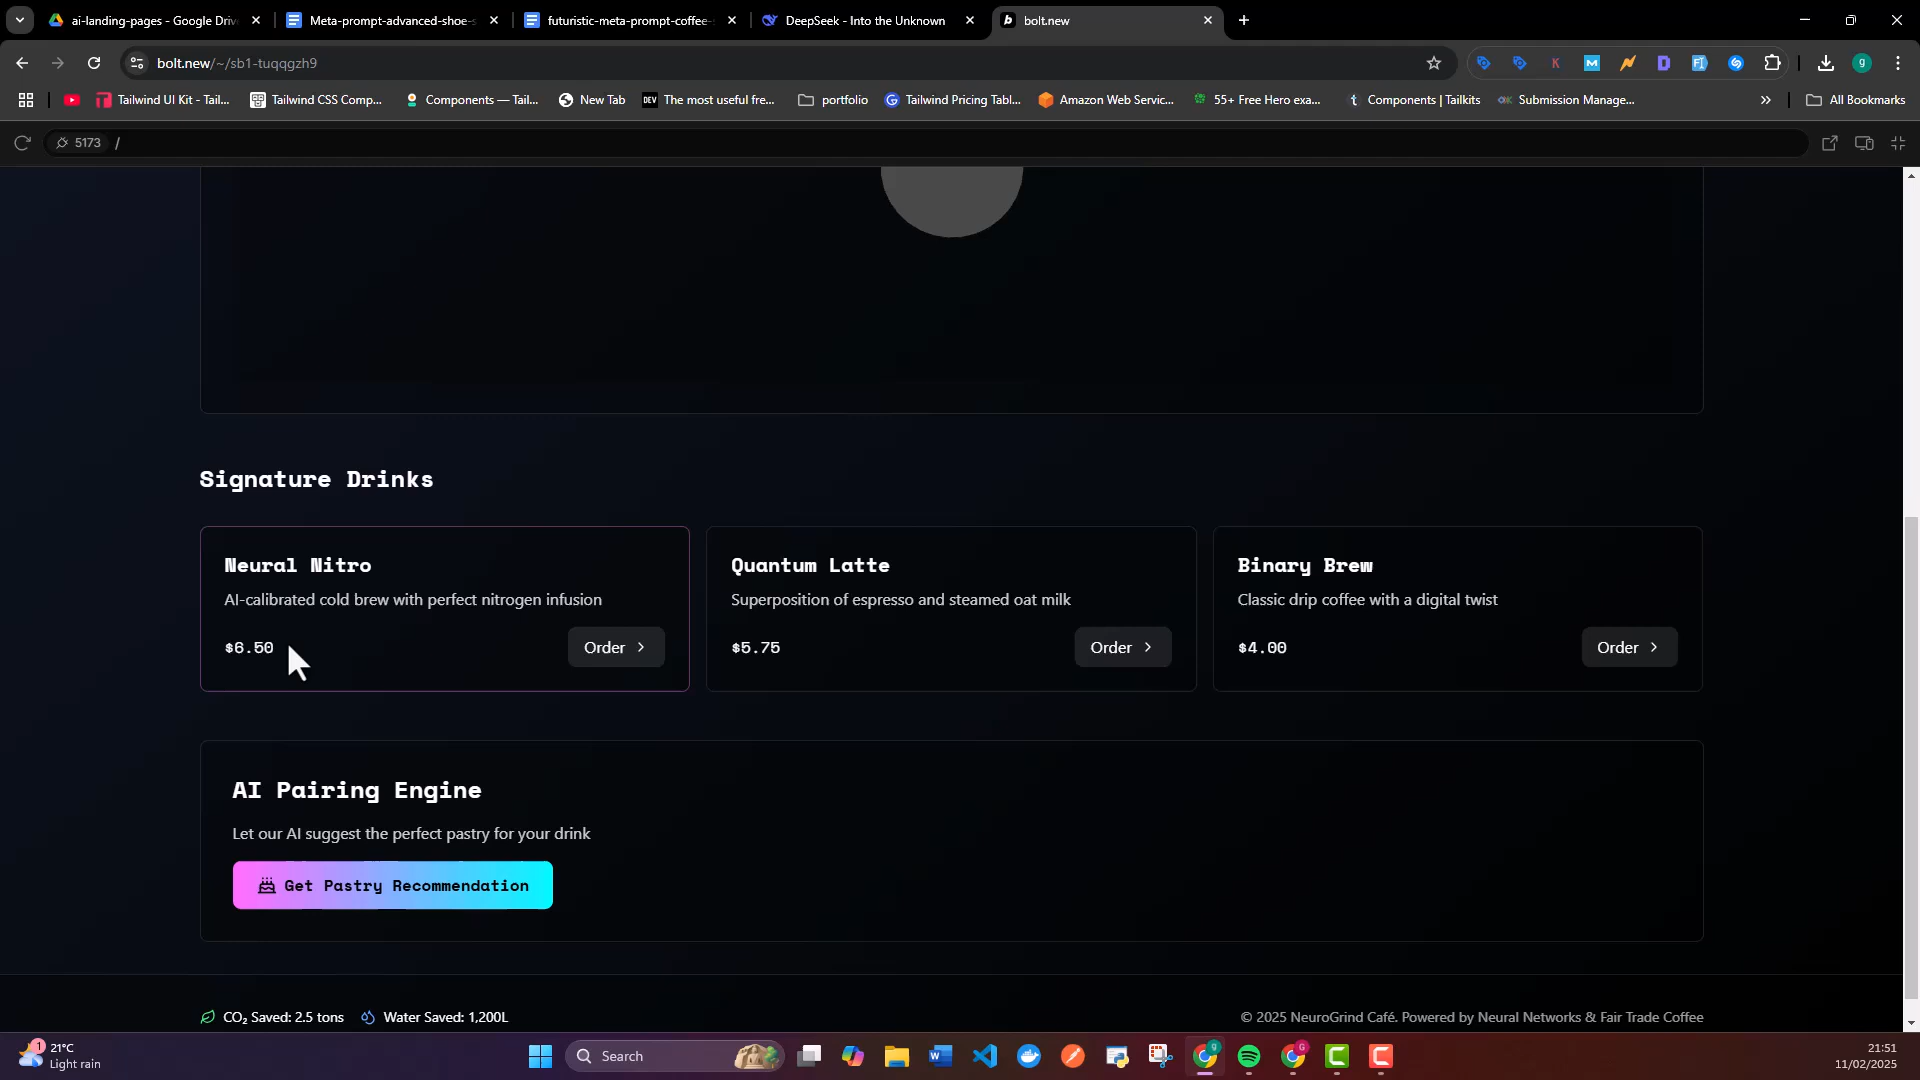 ai-landing-pages - Google Driv
Meta-prompt-advanced-shoe-s
futuristic-meta-prompt-coffee-s
DeepSeek - Into the Unknown
bolt.new
bolt.new/~/sb1-tuqqgzh9
Tailwind UI Kit - Tail...
Tailwind CSS Comp...
Components — Tail...
New Tab
DEV
The most useful fre...
portfolio
Tailwind Pricing Tabl...
Amazon Web Servic...
55+ Free Hero exa...
Components | Tailkits
Submission Manage...
All Bookmarks
5173 /
Signature Drinks
Neural Nitro
AI-calibrated cold brew with perfect nitrogen infusion
$6.50
Order
Quantum Latte
Superposition of espresso and steamed oat milk
$5.75
Order
Binary Brew
Classic drip coffee with a digital twist
$4.00
Order
AI Pairing Engine
Let our AI suggest the perfect pastry for your drink
Get Pastry Recommendation
CO₂ Saved: 2.5 tons
Water Saved: 1,200L
© 2025 NeuroGrind Café. Powered by Neural Networks & Fair Trade Coffee
1
21°C
Light rain
Search
21:51
11/02/2025